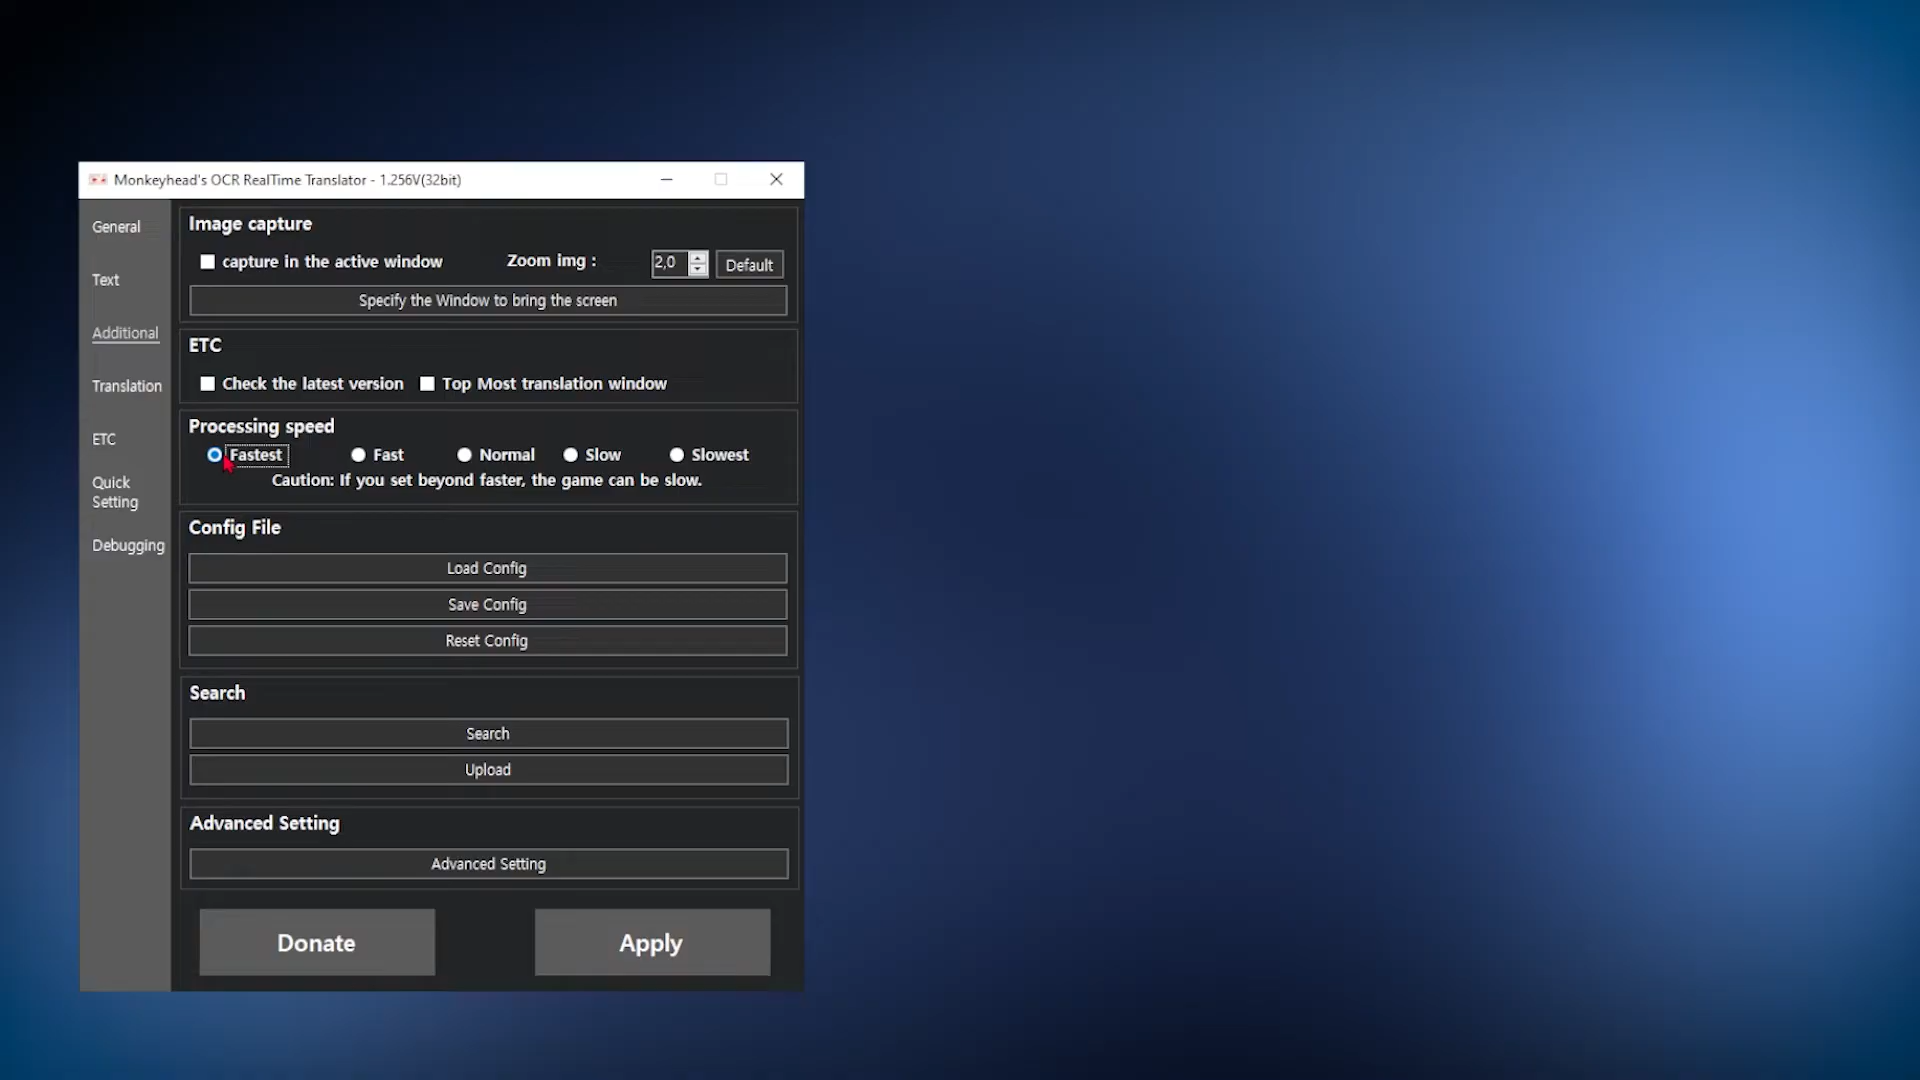 Monkeyhead's OCR RealTime Translator - 1.256V(32bit)
General
Text
Additional
Translation
ETC
Quick
Setting
Debugging
Image capture
capture in the active window Zoom img : 2,0 Default
Specify the Window to bring the screen
ETC
Check the latest version Top Most translation window
Processing speed
Fastest Fast Normal Slow Slowest
Caution: If you set beyond faster, the game can be slow.
Config File
Load Config
Save Config
Reset Config
Search
Search
Upload
Advanced Setting
Advanced Setting
Donate Apply